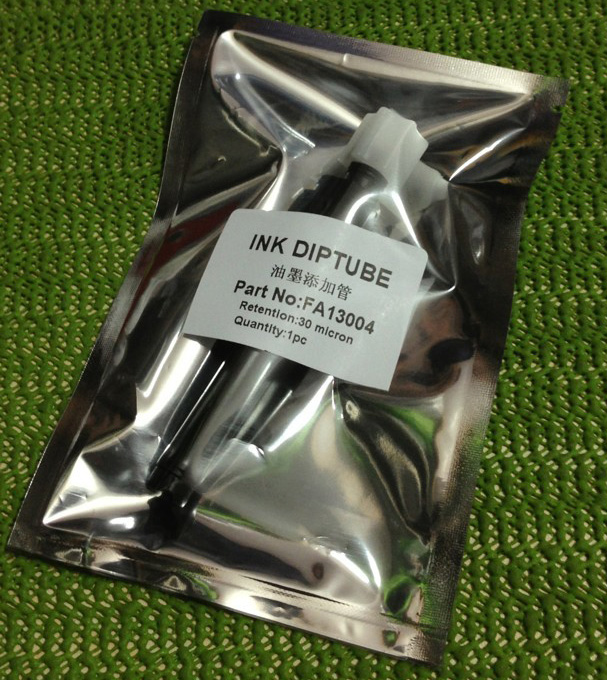 INK DIPTUBE
油墨添加管
Part No:FA13004
Retention:30 micron
Quantity:1pc